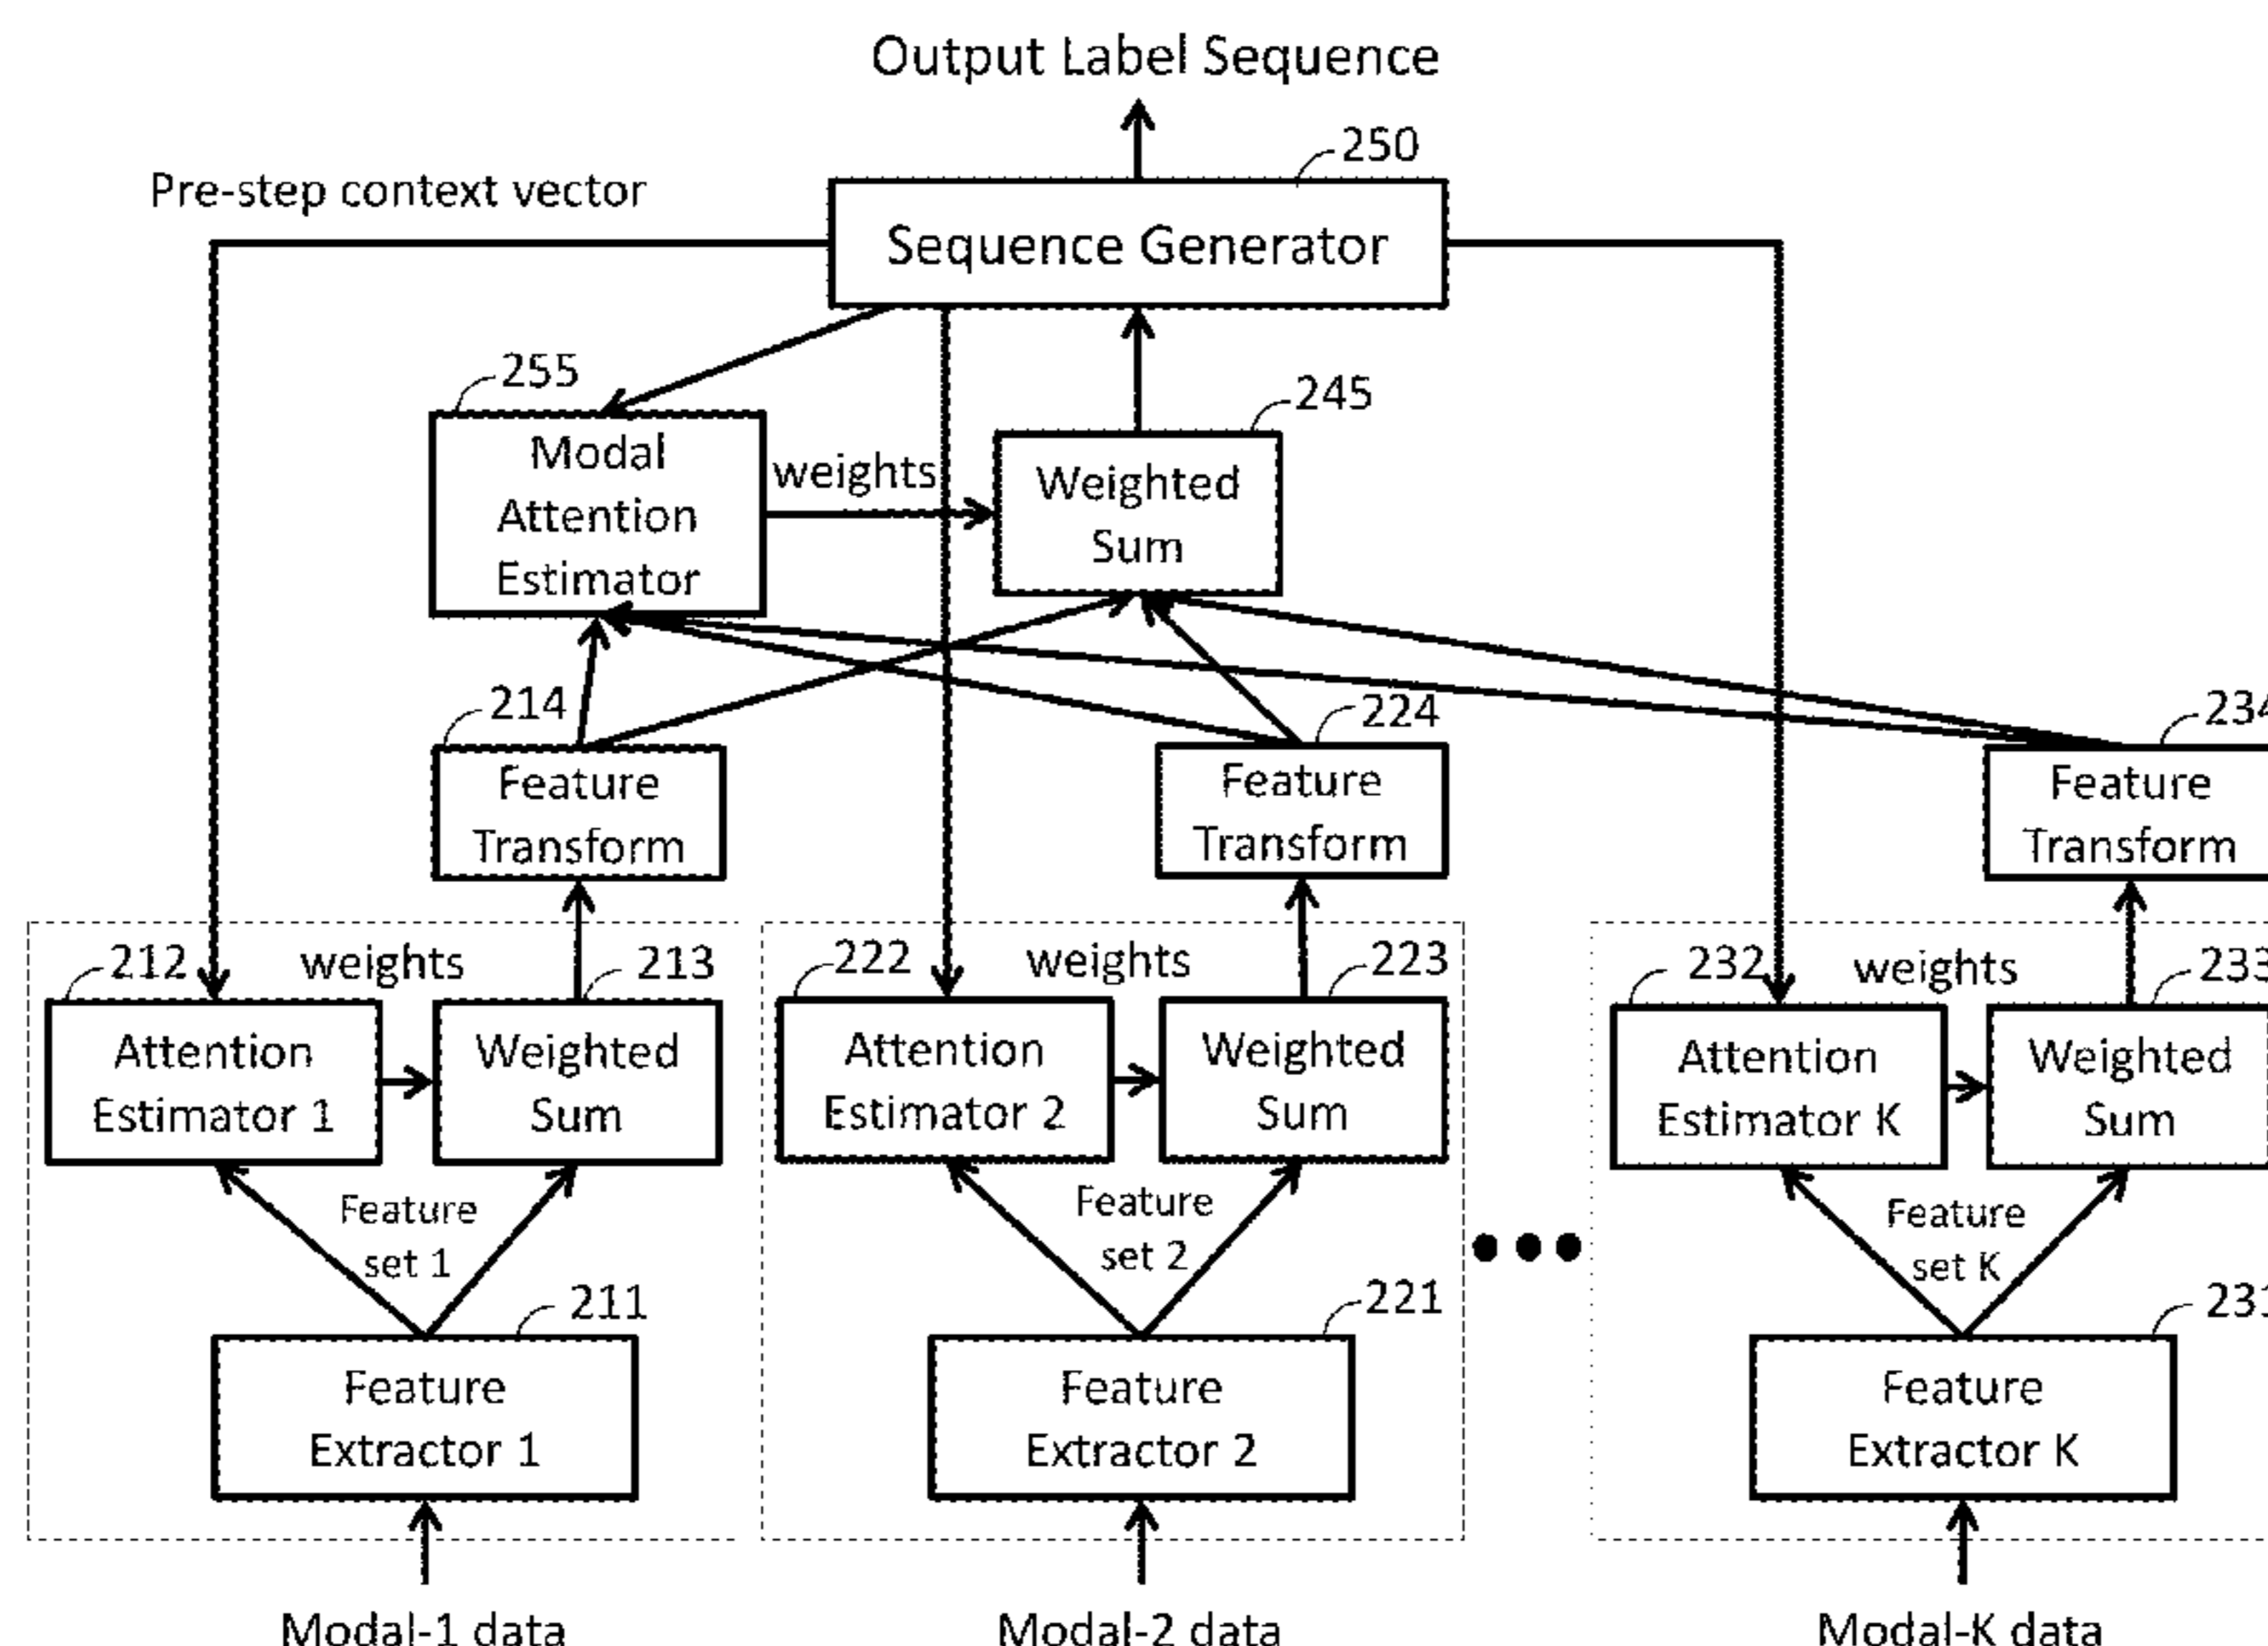 Output Label Sequence
250
Pre-step context vector
Sequence Generator
255
245
Modal
Attention
Estimator
weights
Weighted
Sum
214
224
234
Feature
Transform
Feature
Transform
Feature
Transform
212
weights
213
222
weights
223
232
weights
233
Attention
Estimator 1
Weighted
Sum
Attention
Estimator 2
Weighted
Sum
Attention
Estimator K
Weighted
Sum
Feature
set 1
Feature
set 2
Feature
set K
211
221
231
Feature
Extractor 1
Feature
Extractor 2
Feature
Extractor K
Modal-1 data
Modal-2 data
Modal-K data